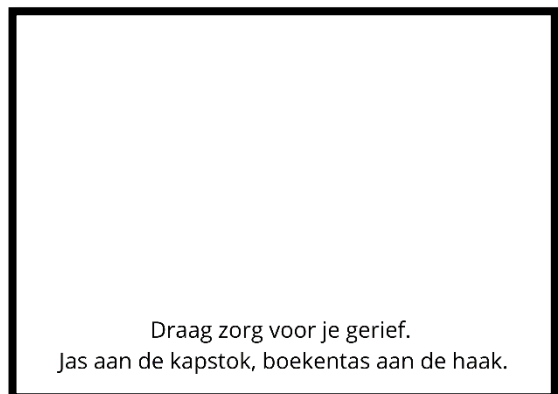 Draag zorg voor je gerief.
Jas aan de kapstok, boekentas aan de haak.